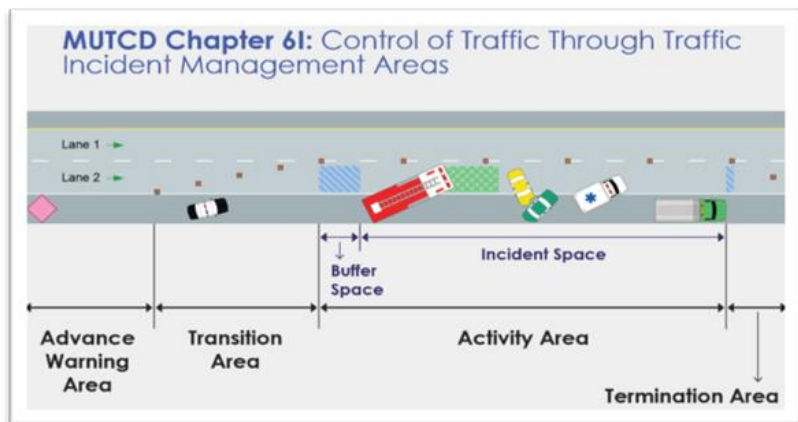 MUTCD Chapter 6I: Control of Traffic Through Traffic
Incident Management Areas
Lane 1
Lane 2
Buffer
Space
Incident Space
Advance
Warning
Area
Transition
Area
Activity Area
Termination Area